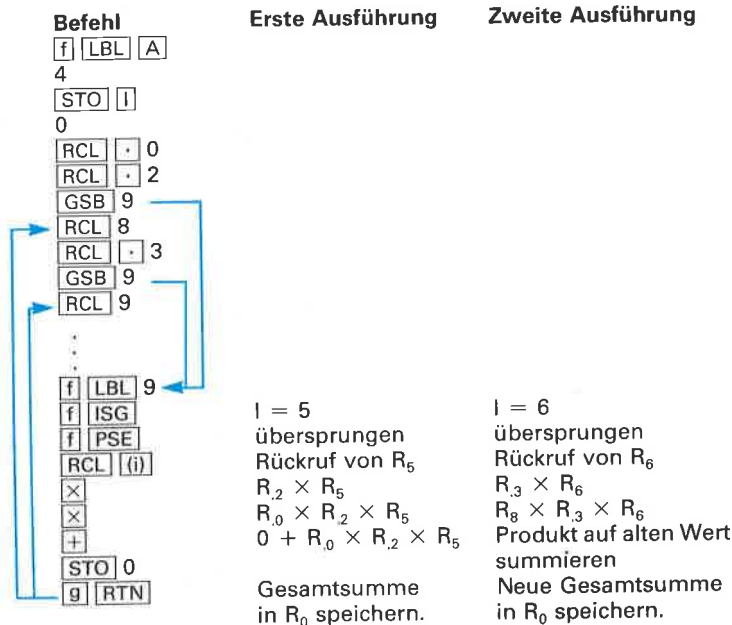 Befehl Erste Ausführung Zweite Ausführung
f LBL A
4
STO I
0
RCL · 0
RCL · 2
GSB 9
RCL 8
RCL · 3
GSB 9
RCL 9
.
.
.
f LBL 9
f ISG I = 5 I = 6
f PSE übersprungen übersprungen
RCL (i) Rückruf von R₅ Rückruf von R₆
× R.₂ × R₅ R.₃ × R₆
× R.₀ × R.₂ × R₅ R₈ × R.₃ × R₆
+ 0 + R.₀ × R.₂ × R₅ Produkt auf alten Wert
summieren
STO 0 Gesamtsumme Neue Gesamtsumme
g RTN in R₀ speichern. in R₀ speichern.